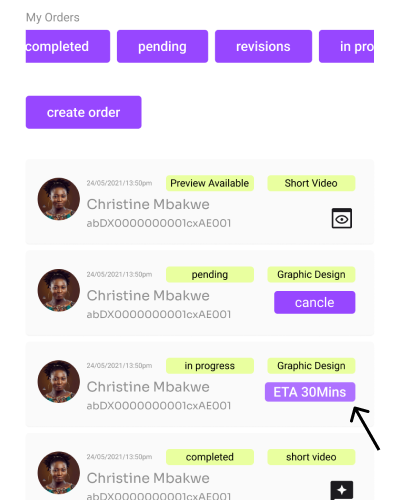 My Orders
completed pending revisions in pro
create order
24/05/2021/13:50pm Preview Available Short Video
Christine Mbakwe
abDX0000000001cxAE001
24/05/2021/13:50pm pending Graphic Design
Christine Mbakwe cancle
abDX0000000001cxAE001
24/05/2021/13:50pm in progress Graphic Design
Christine Mbakwe ETA 30Mins
abDX0000000001cxAE001
24/05/2021/13:50pm completed short video
Christine Mbakwe
abDX0000000001cxAE001